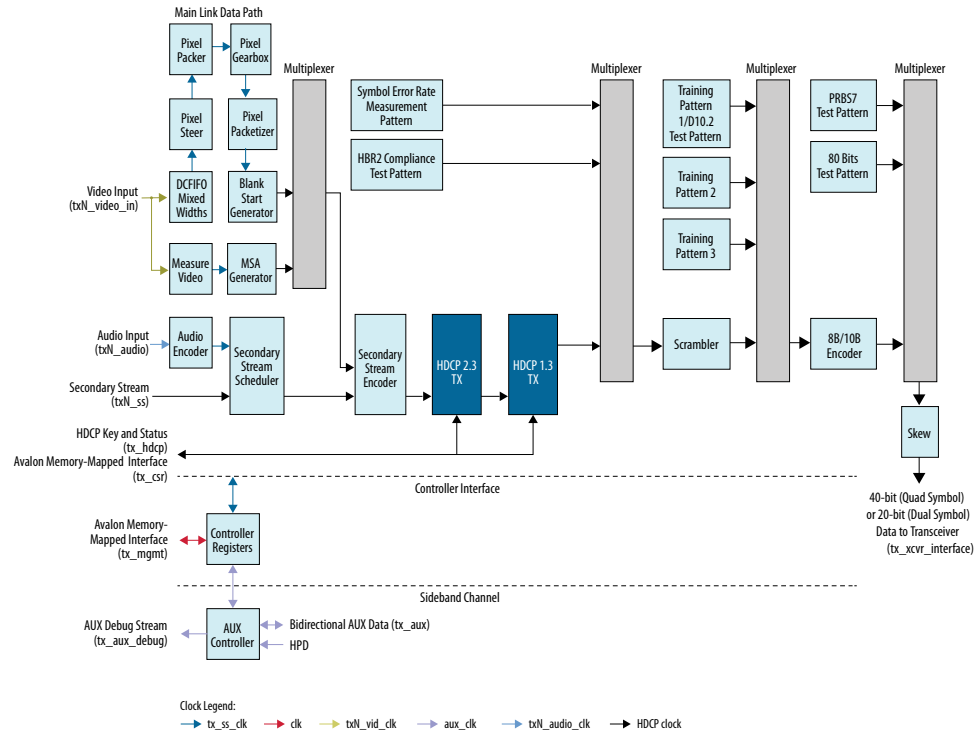 Main Link Data Path
Pixel
Packer
Pixel
Gearbox
Multiplexer
Multiplexer
Multiplexer
Multiplexer
Symbol Error Rate
Measurement
Pattern
Training
Pattern
1/D10.2
Test Pattern
PRBS7
Test Pattern
Pixel
Steer
Pixel
Packetizer
HBR2 Compliance
Test Pattern
80 Bits
Test Pattern
Video Input
(txN_video_in)
DCFIFO
Mixed
Widths
Blank
Start
Generator
Training
Pattern 2
Training
Pattern 3
Measure
Video
MSA
Generator
Audio Input
(txN_audio)
Audio
Encoder
Secondary
Stream
Scheduler
Secondary
Stream
Encoder
HDCP 2.3
TX
HDCP 1.3
TX
Scrambler
8B/10B
Encoder
Secondary Stream
(txN_ss)
Skew
HDCP Key and Status
(tx_hdcp)
Avalon Memory-Mapped Interface
(tx_csr)
Controller Interface
40-bit (Quad Symbol)
or 20-bit (Dual Symbol)
Data to Transceiver
(tx_xcvr_interface)
Avalon Memory-
Mapped Interface
(tx_mgmt)
Controller
Registers
Sideband Channel
AUX Debug Stream
(tx_aux_debug)
AUX
Controller
Bidirectional AUX Data (tx_aux)
HPD
Clock Legend:
tx_ss_clk
clk
txN_vid_clk
aux_clk
txN_audio_clk
HDCP clock